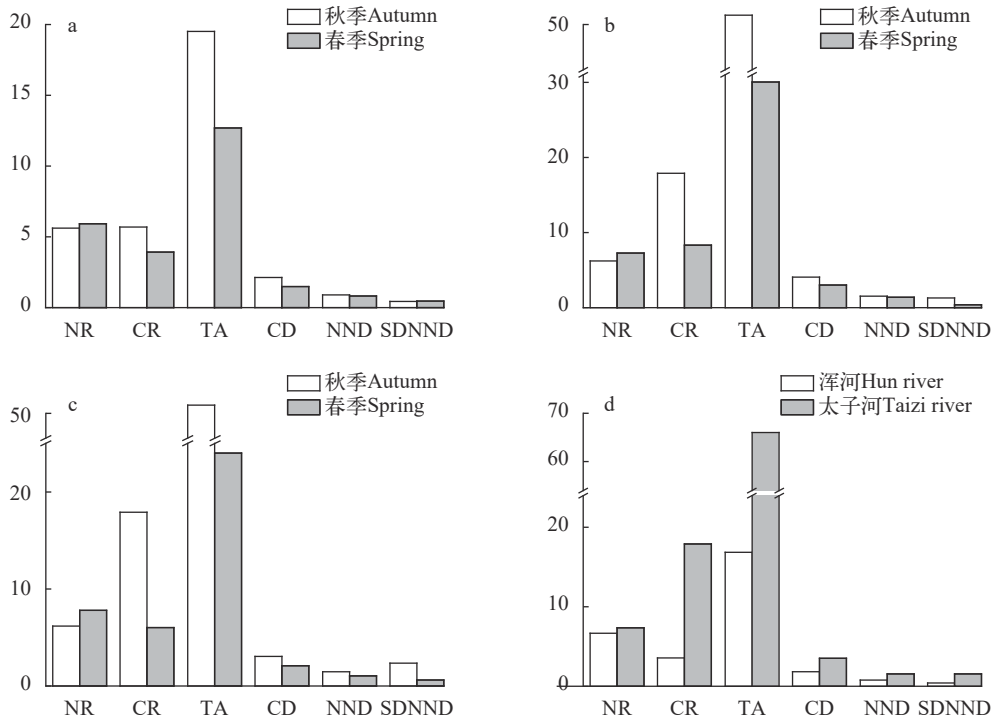 a
秋季Autumn
春季Spring
20
15
10
5
0
NR CR TA CD NND SDNND
b
秋季Autumn
春季Spring
50
30
20
10
0
NR CR TA CD NND SDNND
c
秋季Autumn
春季Spring
50
20
10
0
NR CR TA CD NND SDNND
d
浑河Hun river
太子河Taizi river
70
60
20
10
0
NR CR TA CD NND SDNND